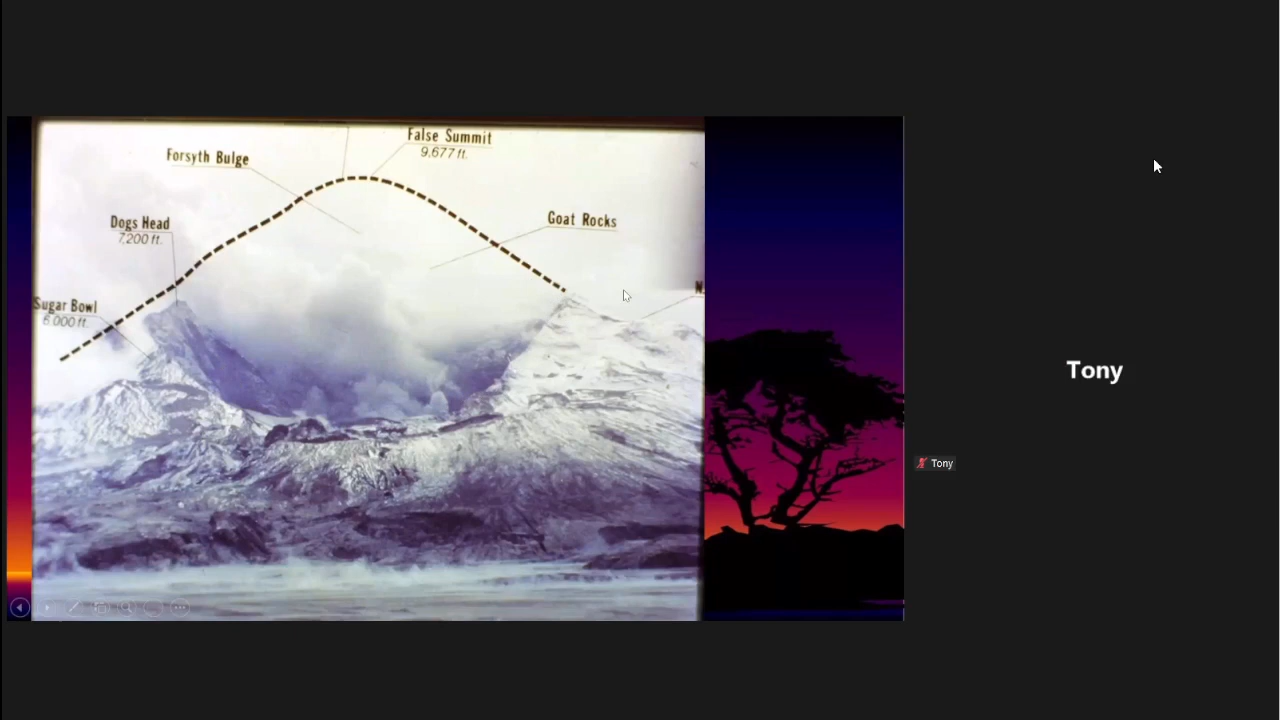 False Summit
9,677 ft.
Forsyth Bulge
Dogs Head
7,200 ft.
Goat Rocks
Sugar Bowl
6,000 ft.
N
Tony
Tony